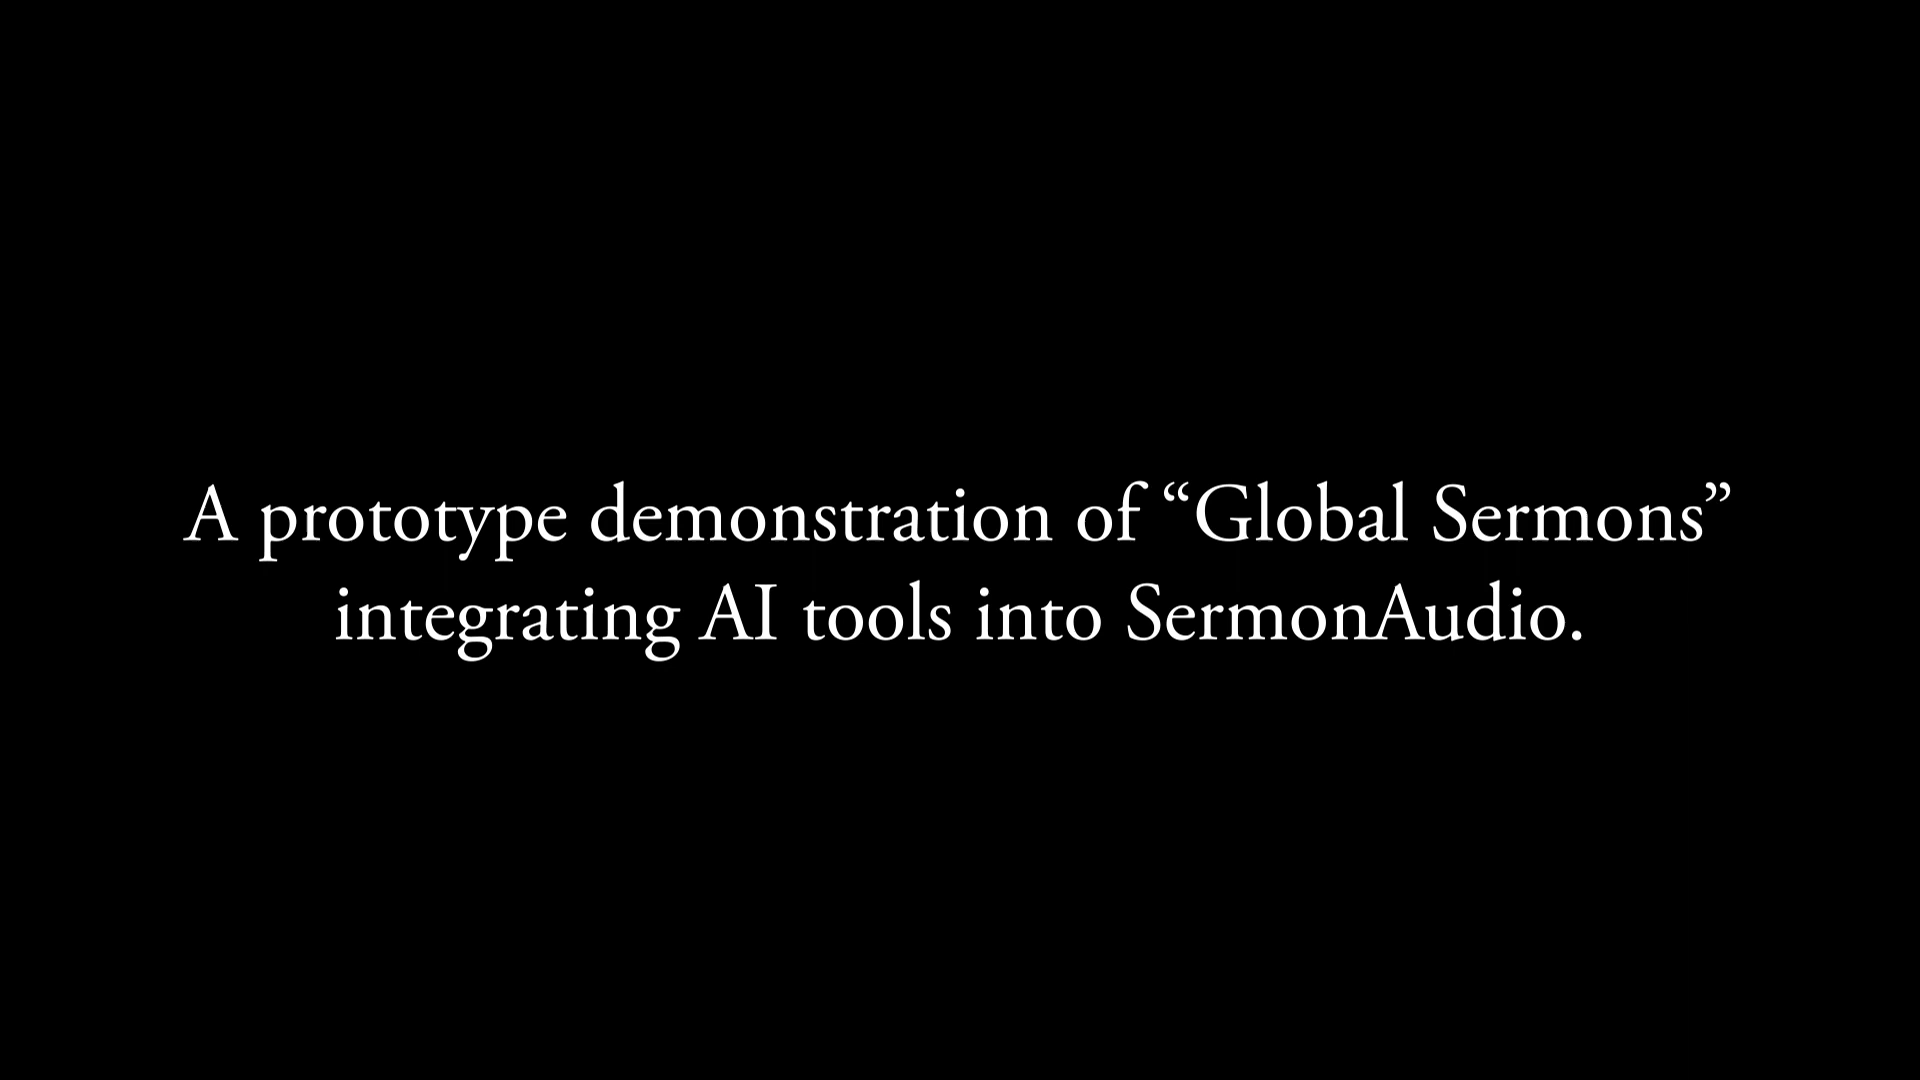 A prototype demonstration of “Global Sermons”
integrating AI tools into SermonAudio.